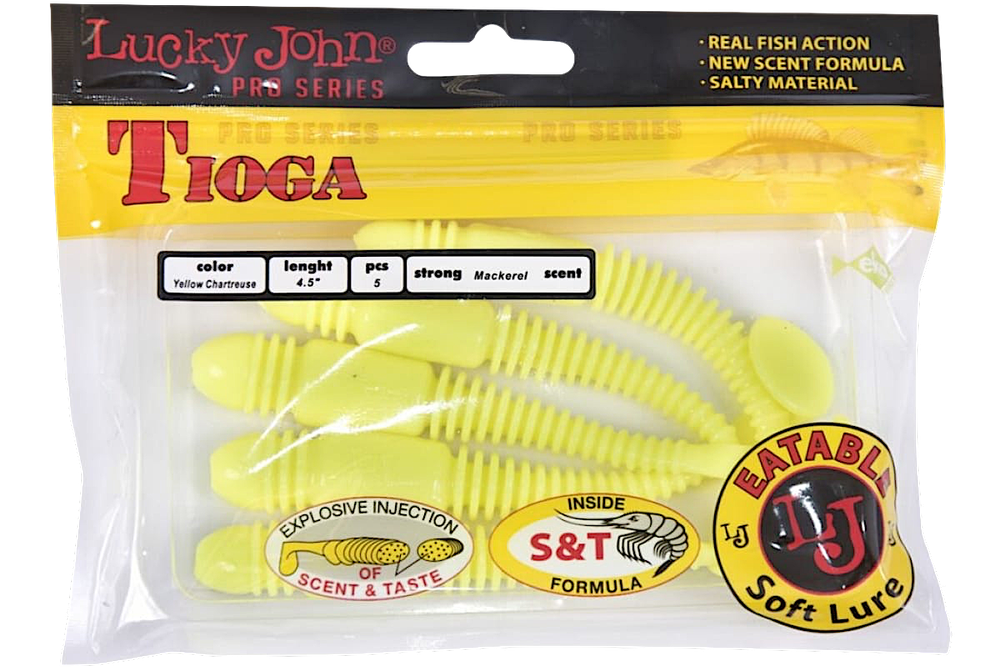 Lucky John®
PRO SERIES
· REAL FISH ACTION
· NEW SCENT FORMULA
· SALTY MATERIAL
PRO SERIES PRO SERIES
TIOGA
color
Yellow Chartreuse
lenght
4.5"
pcs
5
strong Mackerel scent
EXPLOSIVE INJECTION
OF
SCENT & TASTE
INSIDE
S&T
FORMULA
EATABLE
LJ
LJ
Soft Lure